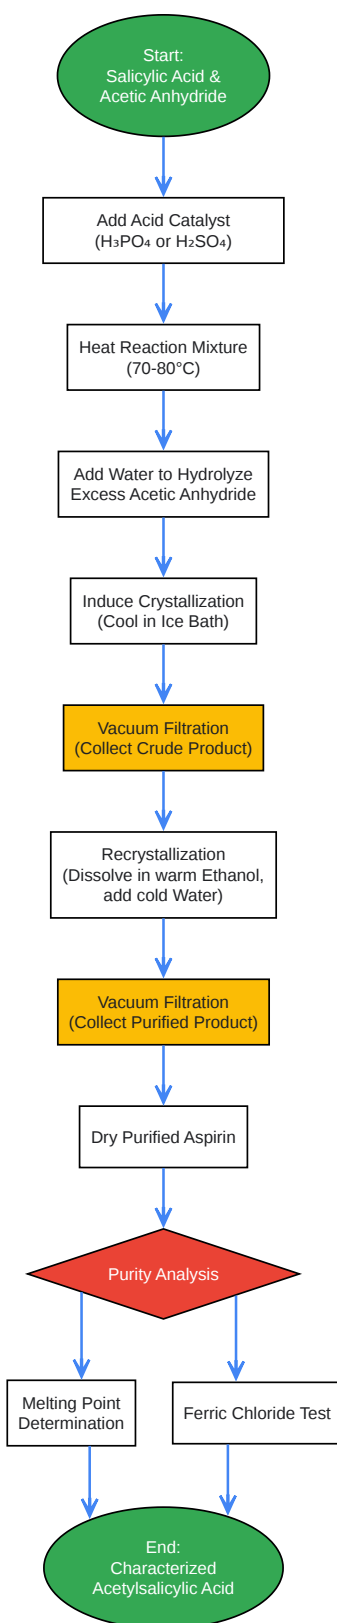 Start:
Salicylic Acid &
Acetic Anhydride
Add Acid Catalyst
(H₃PO₄ or H₂SO₄)
Heat Reaction Mixture
(70-80°C)
Add Water to Hydrolyze
Excess Acetic Anhydride
Induce Crystallization
(Cool in Ice Bath)
Vacuum Filtration
(Collect Crude Product)
Recrystallization
(Dissolve in warm Ethanol,
add cold Water)
Vacuum Filtration
(Collect Purified Product)
Dry Purified Aspirin
Purity Analysis
Melting Point
Determination
Ferric Chloride Test
End:
Characterized
Acetylsalicylic Acid